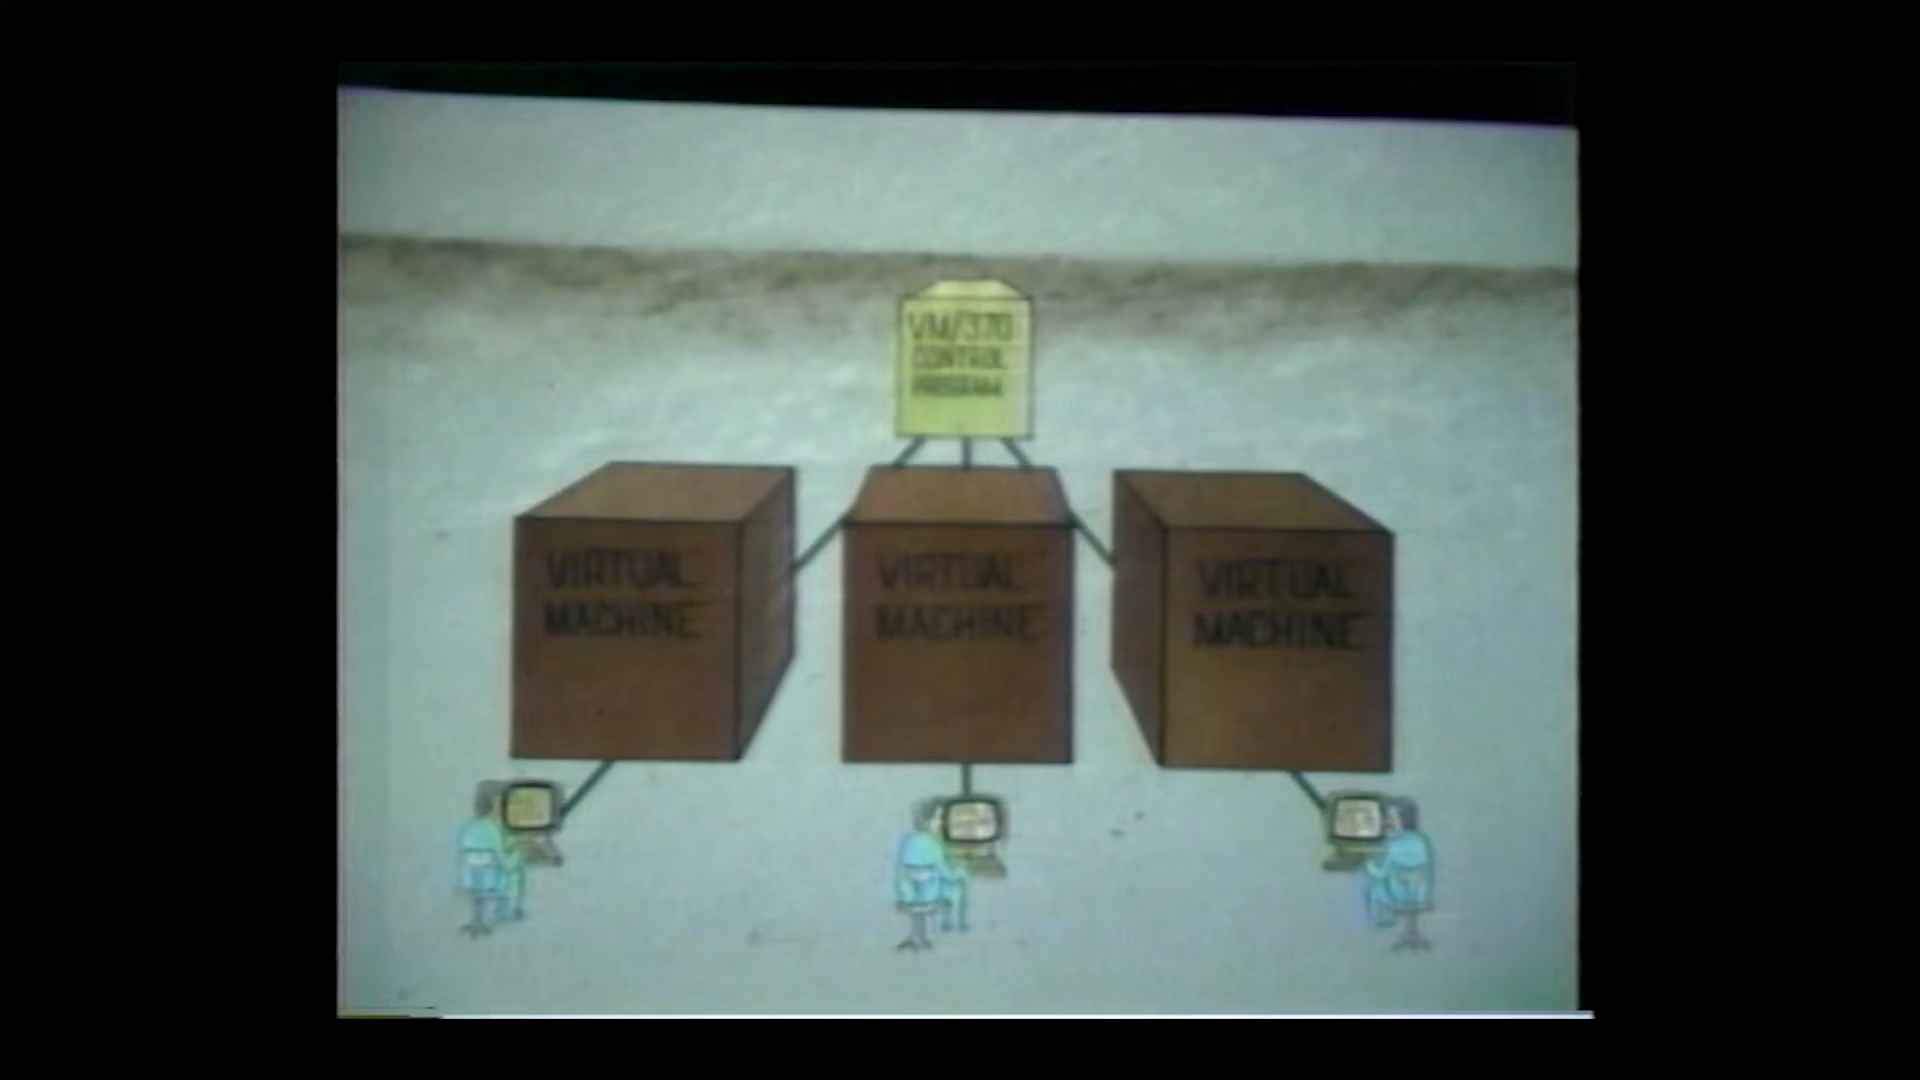 VM/370
CONTROL
PROGRAM
VIRTUAL
MACHINE
VIRTUAL
MACHINE
VIRTUAL
MACHINE